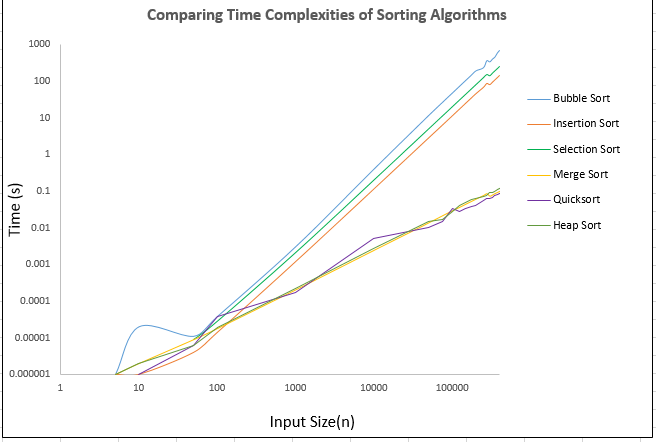 Comparing Time Complexities of Sorting Algorithms
1000
100
10
1
0.1
0.01
0.001
0.0001
0.00001
0.000001
Time (s)
1 10 100 1000 10000 100000
Input Size(n)
Bubble Sort
Insertion Sort
Selection Sort
Merge Sort
Quicksort
Heap Sort